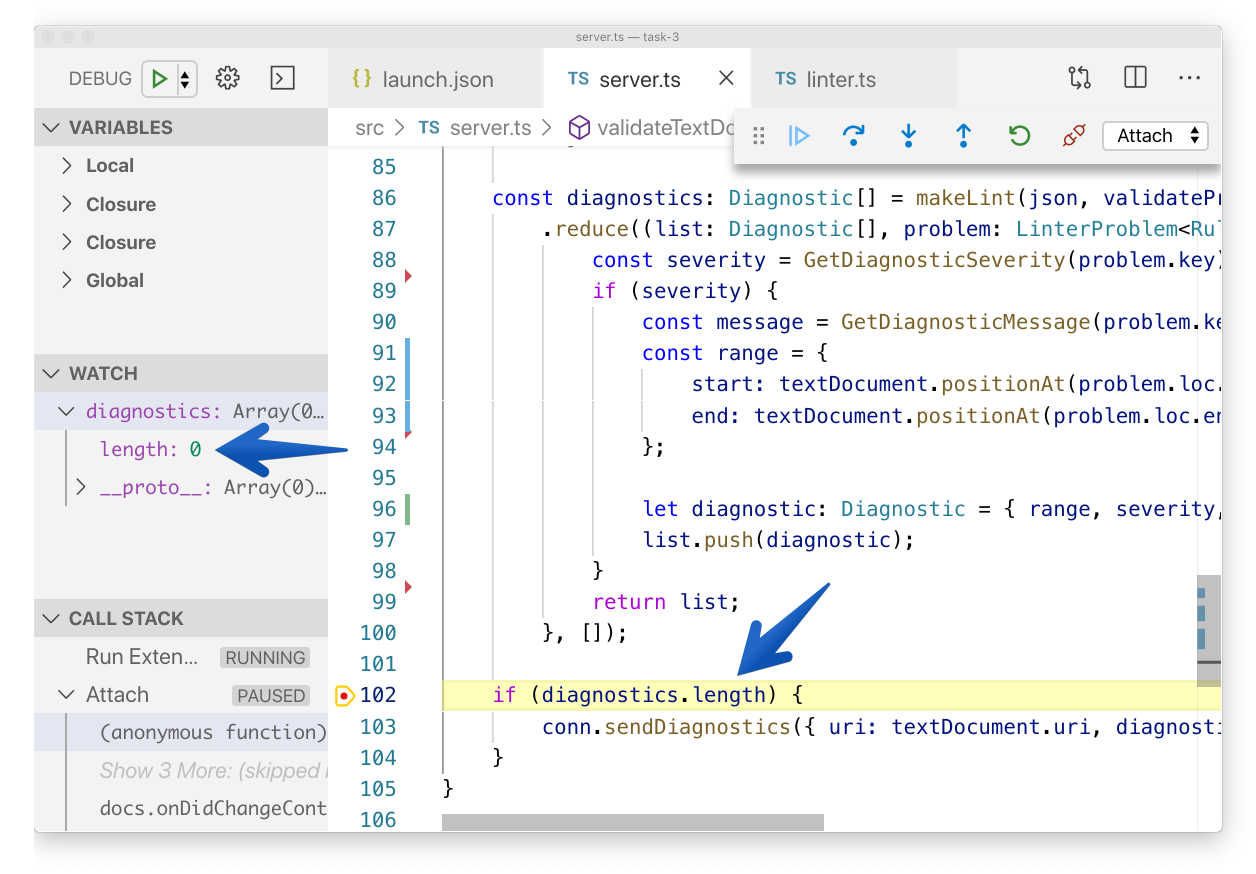 server.ts — task-3
DEBUG
{} launch.json
TS server.ts
TS linter.ts
VARIABLES
Local
Closure
Closure
Global
WATCH
diagnostics: Array(0…
length: 0
__proto__: Array(0)…
CALL STACK
Run Exten… RUNNING
Attach PAUSED
(anonymous function)
Show 3 More: (skipped
docs.onDidChangeCont
src > TS server.ts > validateTextDo
Attach
85
86 const diagnostics: Diagnostic[] = makeLint(json, validatePr
87 .reduce((list: Diagnostic[], problem: LinterProblem<Rul
88 const severity = GetDiagnosticSeverity(problem.key)
89 if (severity) {
90 const message = GetDiagnosticMessage(problem.ke
91 const range = {
92 start: textDocument.positionAt(problem.loc.
93 end: textDocument.positionAt(problem.loc.en
94 };
95
96 let diagnostic: Diagnostic = { range, severity,
97 list.push(diagnostic);
98 }
99 return list;
100 }, []);
101
102 if (diagnostics.length) {
103 conn.sendDiagnostics({ uri: textDocument.uri, diagnosti
104 }
105 }
106